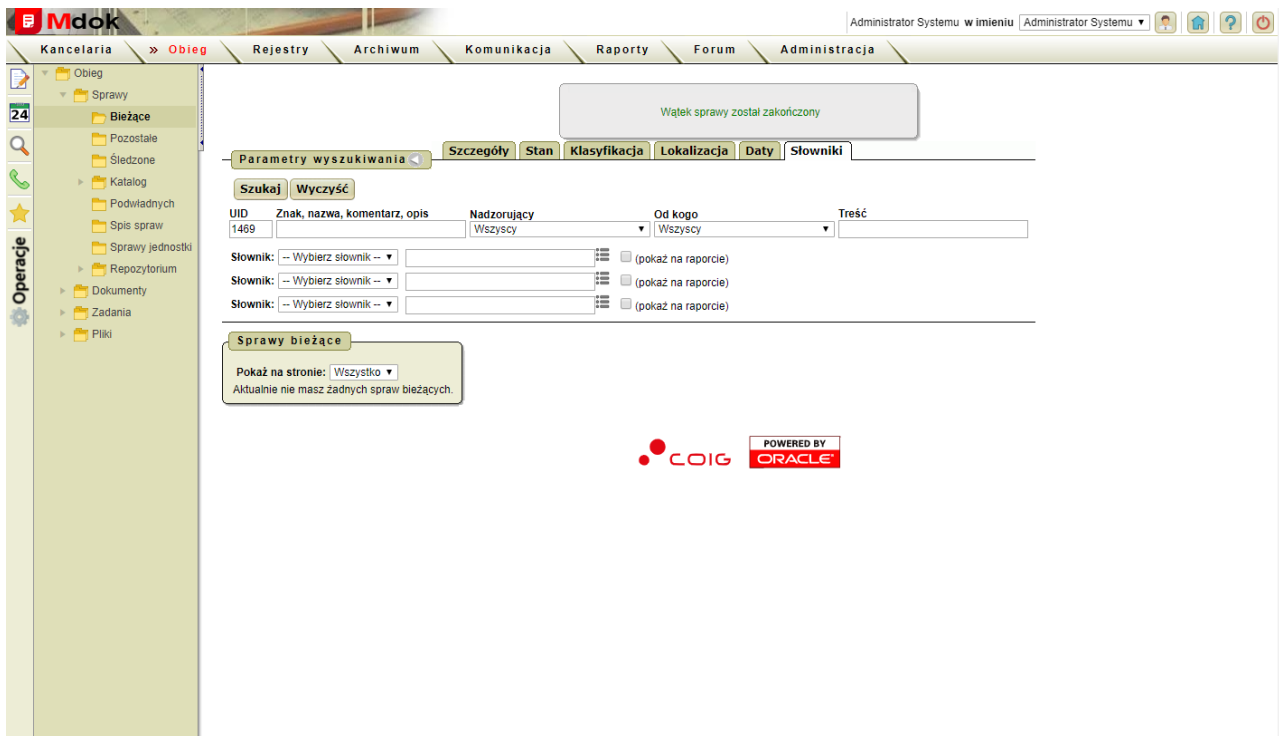 Mdok
Administrator Systemu w imieniu Administrator Systemu
Kancelaria » Obieg Rejestry Archiwum Komunikacja Raporty Forum Administracja
24
Operacje
Obieg
Sprawy
Bieżące
Pozostałe
Śledzone
Katalog
Podwładnych
Spis spraw
Sprawy jednostki
Repozytorium
Dokumenty
Zadania
Pliki
Wątek sprawy został zakończony
Parametry wyszukiwania Szczegóły Stan Klasyfikacja Lokalizacja Daty Słowniki
Szukaj Wyczyść
UID Znak, nazwa, komentarz, opis Nadzorujący Od kogo Treść
1469 Wszyscy Wszyscy
Słownik: -- Wybierz słownik -- (pokaż na raporcie)
Słownik: -- Wybierz słownik -- (pokaż na raporcie)
Słownik: -- Wybierz słownik -- (pokaż na raporcie)
Sprawy bieżące
Pokaż na stronie: Wszystko
Aktualnie nie masz żadnych spraw bieżących.
COIG
POWERED BY
ORACLE